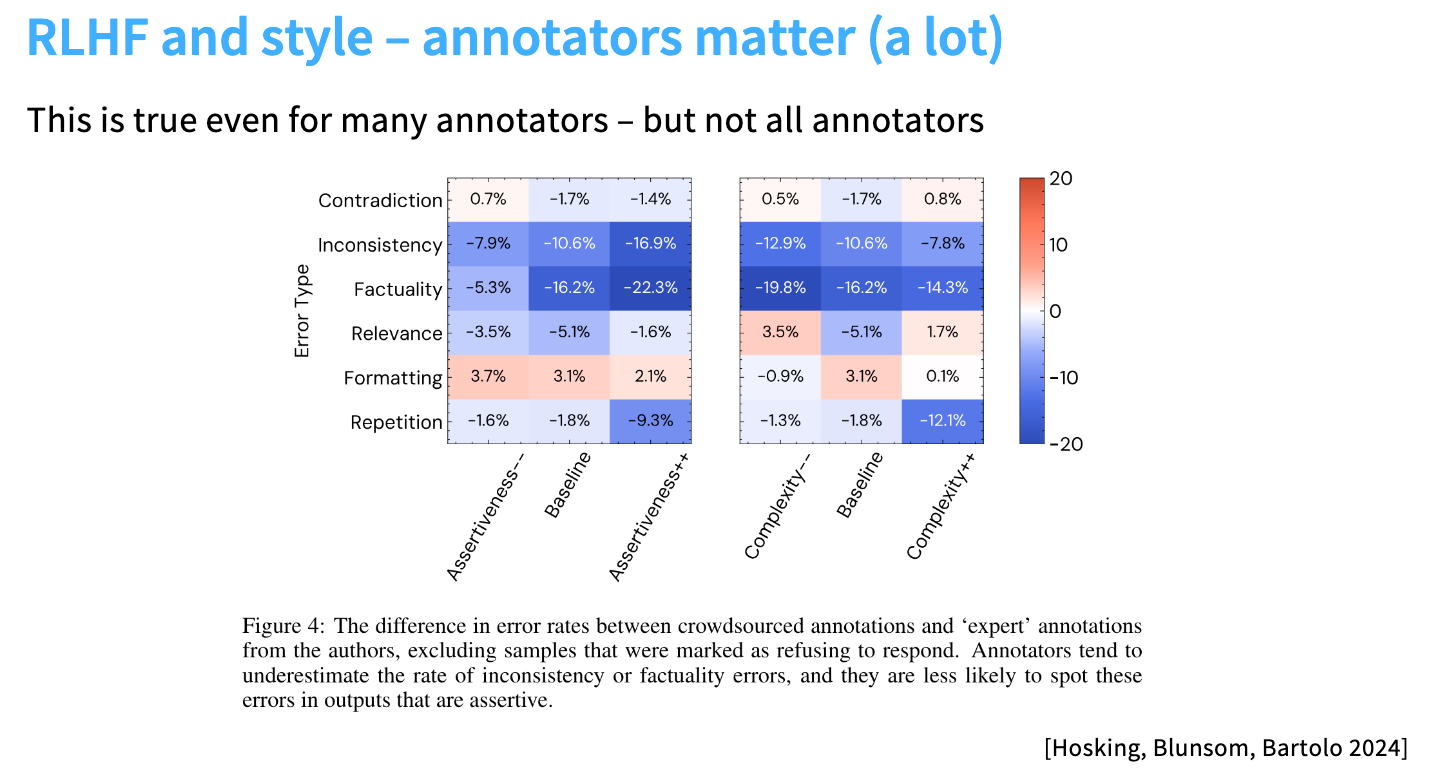 RLHF and style – annotators matter (a lot)
This is true even for many annotators – but not all annotators
Error Type
Contradiction 0.7% −1.7% −1.4% 0.5% −1.7% 0.8%
Inconsistency −7.9% −10.6% −16.9% −12.9% −10.6% −7.8%
Factuality −5.3% −16.2% −22.3% −19.8% −16.2% −14.3%
Relevance −3.5% −5.1% −1.6% 3.5% −5.1% 1.7%
Formatting 3.7% 3.1% 2.1% −0.9% 3.1% 0.1%
Repetition −1.6% −1.8% −9.3% −1.3% −1.8% −12.1%
Assertiveness−− Baseline Assertiveness++ Complexity−− Baseline Complexity++
20
10
0
−10
−20
Figure 4: The difference in error rates between crowdsourced annotations and ‘expert’ annotations
from the authors, excluding samples that were marked as refusing to respond. Annotators tend to
underestimate the rate of inconsistency or factuality errors, and they are less likely to spot these
errors in outputs that are assertive.
[Hosking, Blunsom, Bartolo 2024]